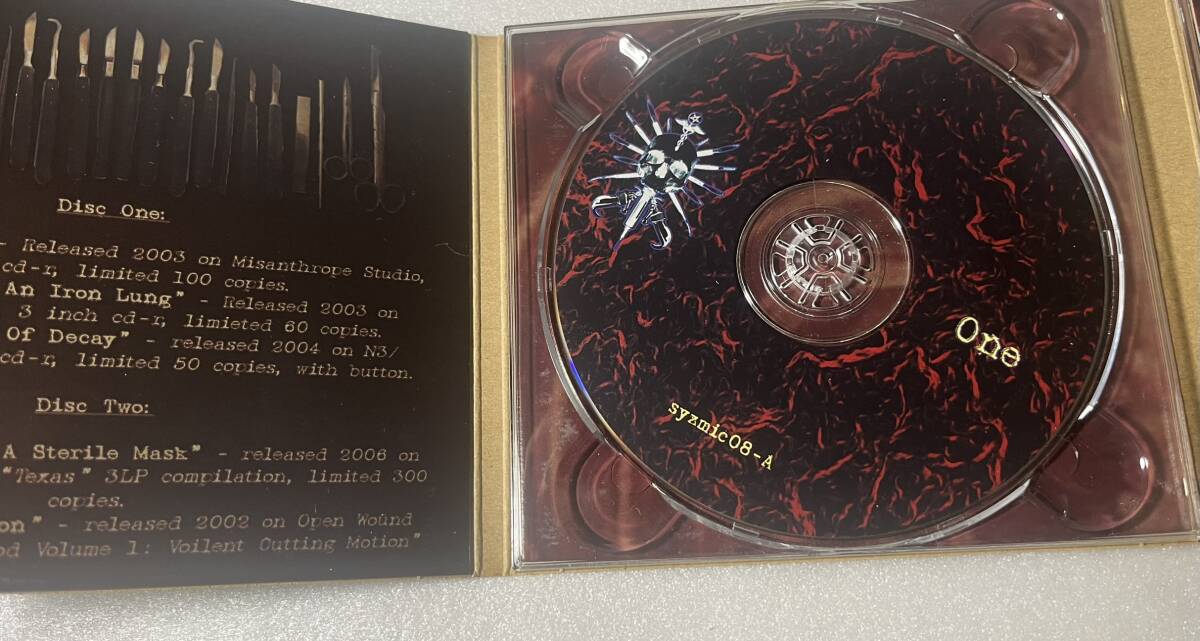 Disc One:
- Released 2003 on Misanthrope Studio,
cd-r, limited 100 copies.
An Iron Lung" - Released 2003 on
3 inch cd-r, limieted 60 copies.
Of Decay" - released 2004 on N3/
cd-r, limited 50 copies, with button.
Disc Two:
A Sterile Mask" - released 2006 on
"Texas" 3LP compilation, limited 300
copies.
on" - released 2002 on Open Wound
od Volume 1: Voilent Cutting Motion"
One
syzmic08-A